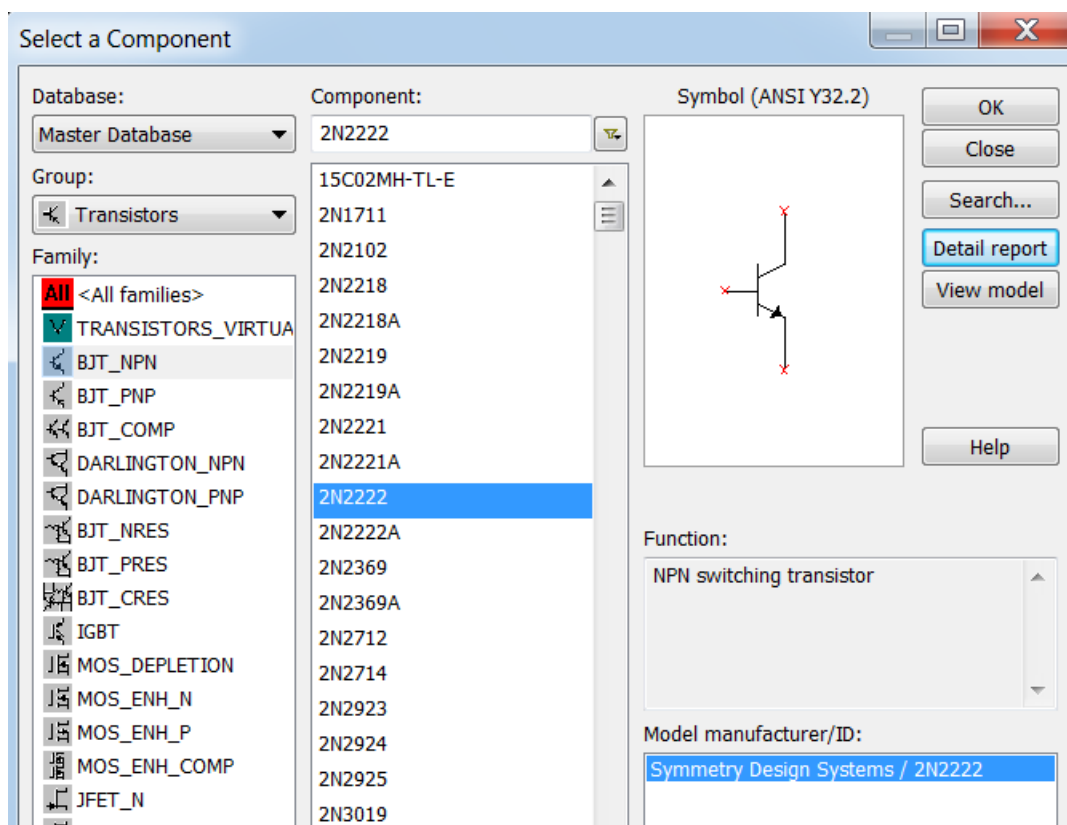 Select a Component
Database:
Master Database
Group:
Transistors
Family:
All <All families>
TRANSISTORS_VIRTUA
BJT_NPN
BJT_PNP
BJT_COMP
DARLINGTON_NPN
DARLINGTON_PNP
BJT_NRES
BJT_PRES
BJT_CRES
IGBT
MOS_DEPLETION
MOS_ENH_N
MOS_ENH_P
MOS_ENH_COMP
JFET_N
Component:
2N2222
15C02MH-TL-E
2N1711
2N2102
2N2218
2N2218A
2N2219
2N2219A
2N2221
2N2221A
2N2222
2N2222A
2N2369
2N2369A
2N2712
2N2714
2N2923
2N2924
2N2925
2N3019
Symbol (ANSI Y32.2)
Function:
NPN switching transistor
Model manufacturer/ID:
Symmetry Design Systems / 2N2222
OK
Close
Search...
Detail report
View model
Help